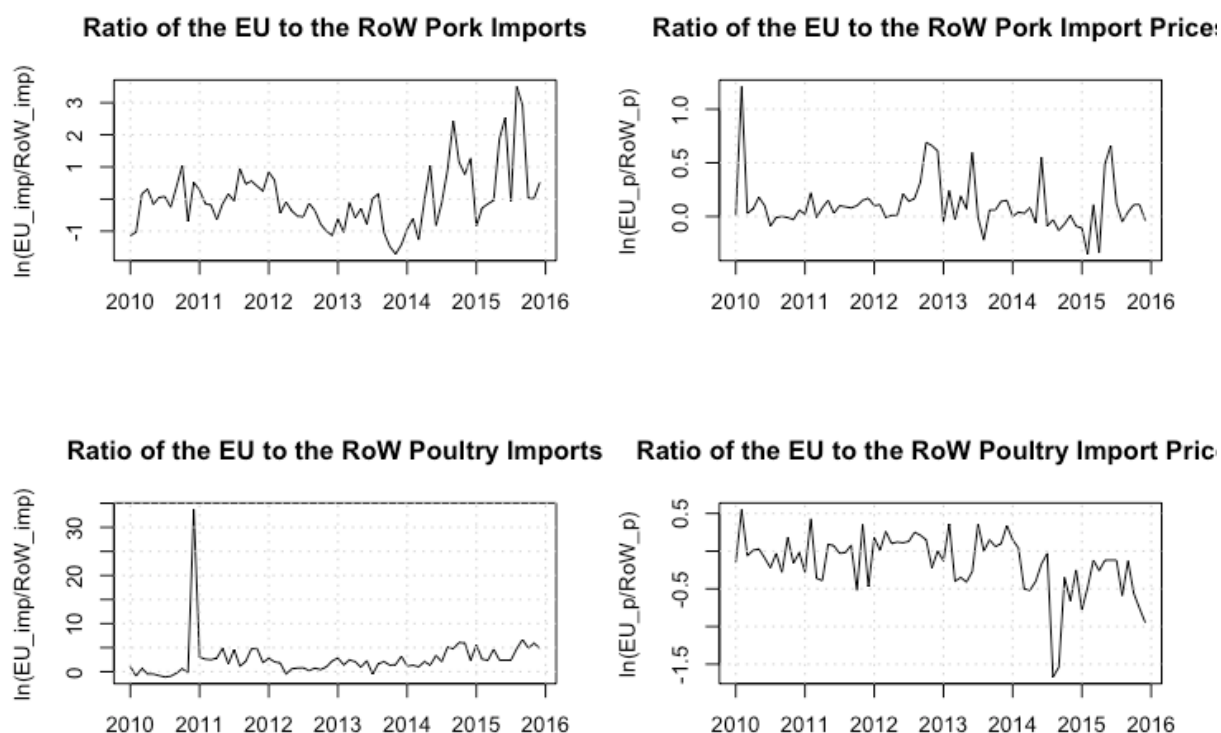 Ratio of the EU to the RoW Pork Imports
ln(EU_imp/RoW_imp)
3
2
1
-1
2010 2011 2012 2013 2014 2015 2016
Ratio of the EU to the RoW Pork Import Prices
ln(EU_p/RoW_p)
1.0
0.5
0.0
2010 2011 2012 2013 2014 2015 2016
Ratio of the EU to the RoW Poultry Imports
ln(EU_imp/RoW_imp)
30
20
10
0
2010 2011 2012 2013 2014 2015 2016
Ratio of the EU to the RoW Poultry Import Pric
ln(EU_p/RoW_p)
0.5
-0.5
-1.5
2010 2011 2012 2013 2014 2015 2016